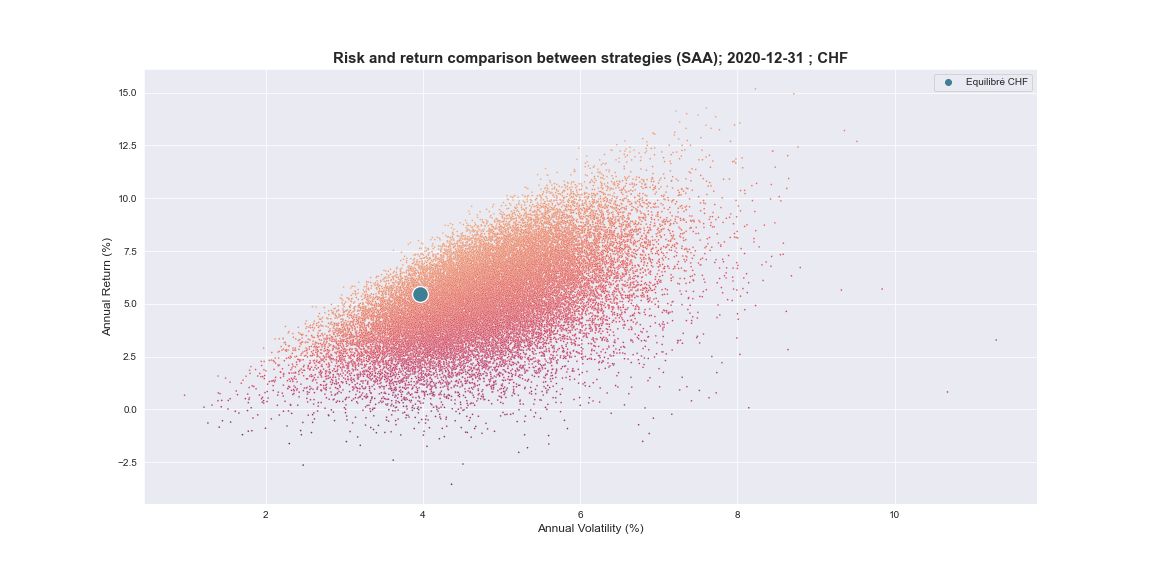 Risk and return comparison between strategies (SAA); 2020-12-31 ; CHF
Equilibré CHF
15.0
12.5
10.0
7.5
5.0
2.5
0.0
−2.5
Annual Return (%)
2 4 6 8 10
Annual Volatility (%)